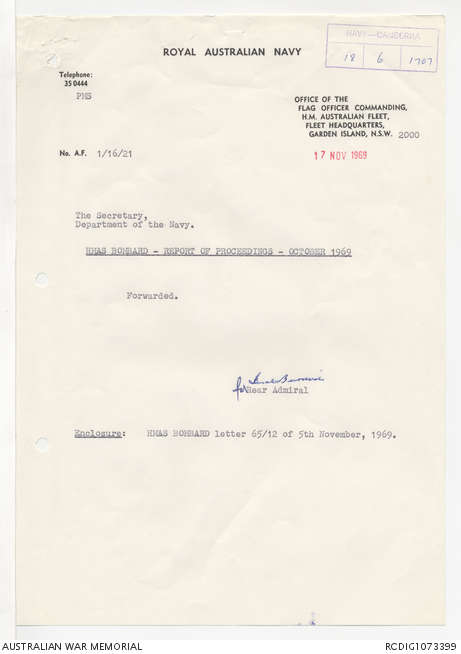 ROYAL AUSTRALIAN NAVY
NAVY—CANBERRA
18 6 1707
Telephone:
35 0444
PMS
OFFICE OF THE
FLAG OFFICER COMMANDING,
H.M. AUSTRALIAN FLEET,
FLEET HEADQUARTERS,
GARDEN ISLAND, N.S.W. 2000
No. A.F. 1/16/21
17 NOV 1969
The Secretary,
Department of the Navy.
HMAS BOMBARD - REPORT OF PROCEEDINGS - OCTOBER 1969
Forwarded.
for Rear Admiral
Enclosure: HMAS BOMBARD letter 65/12 of 5th November, 1969.
AUSTRALIAN WAR MEMORIAL
RCDIG1073399